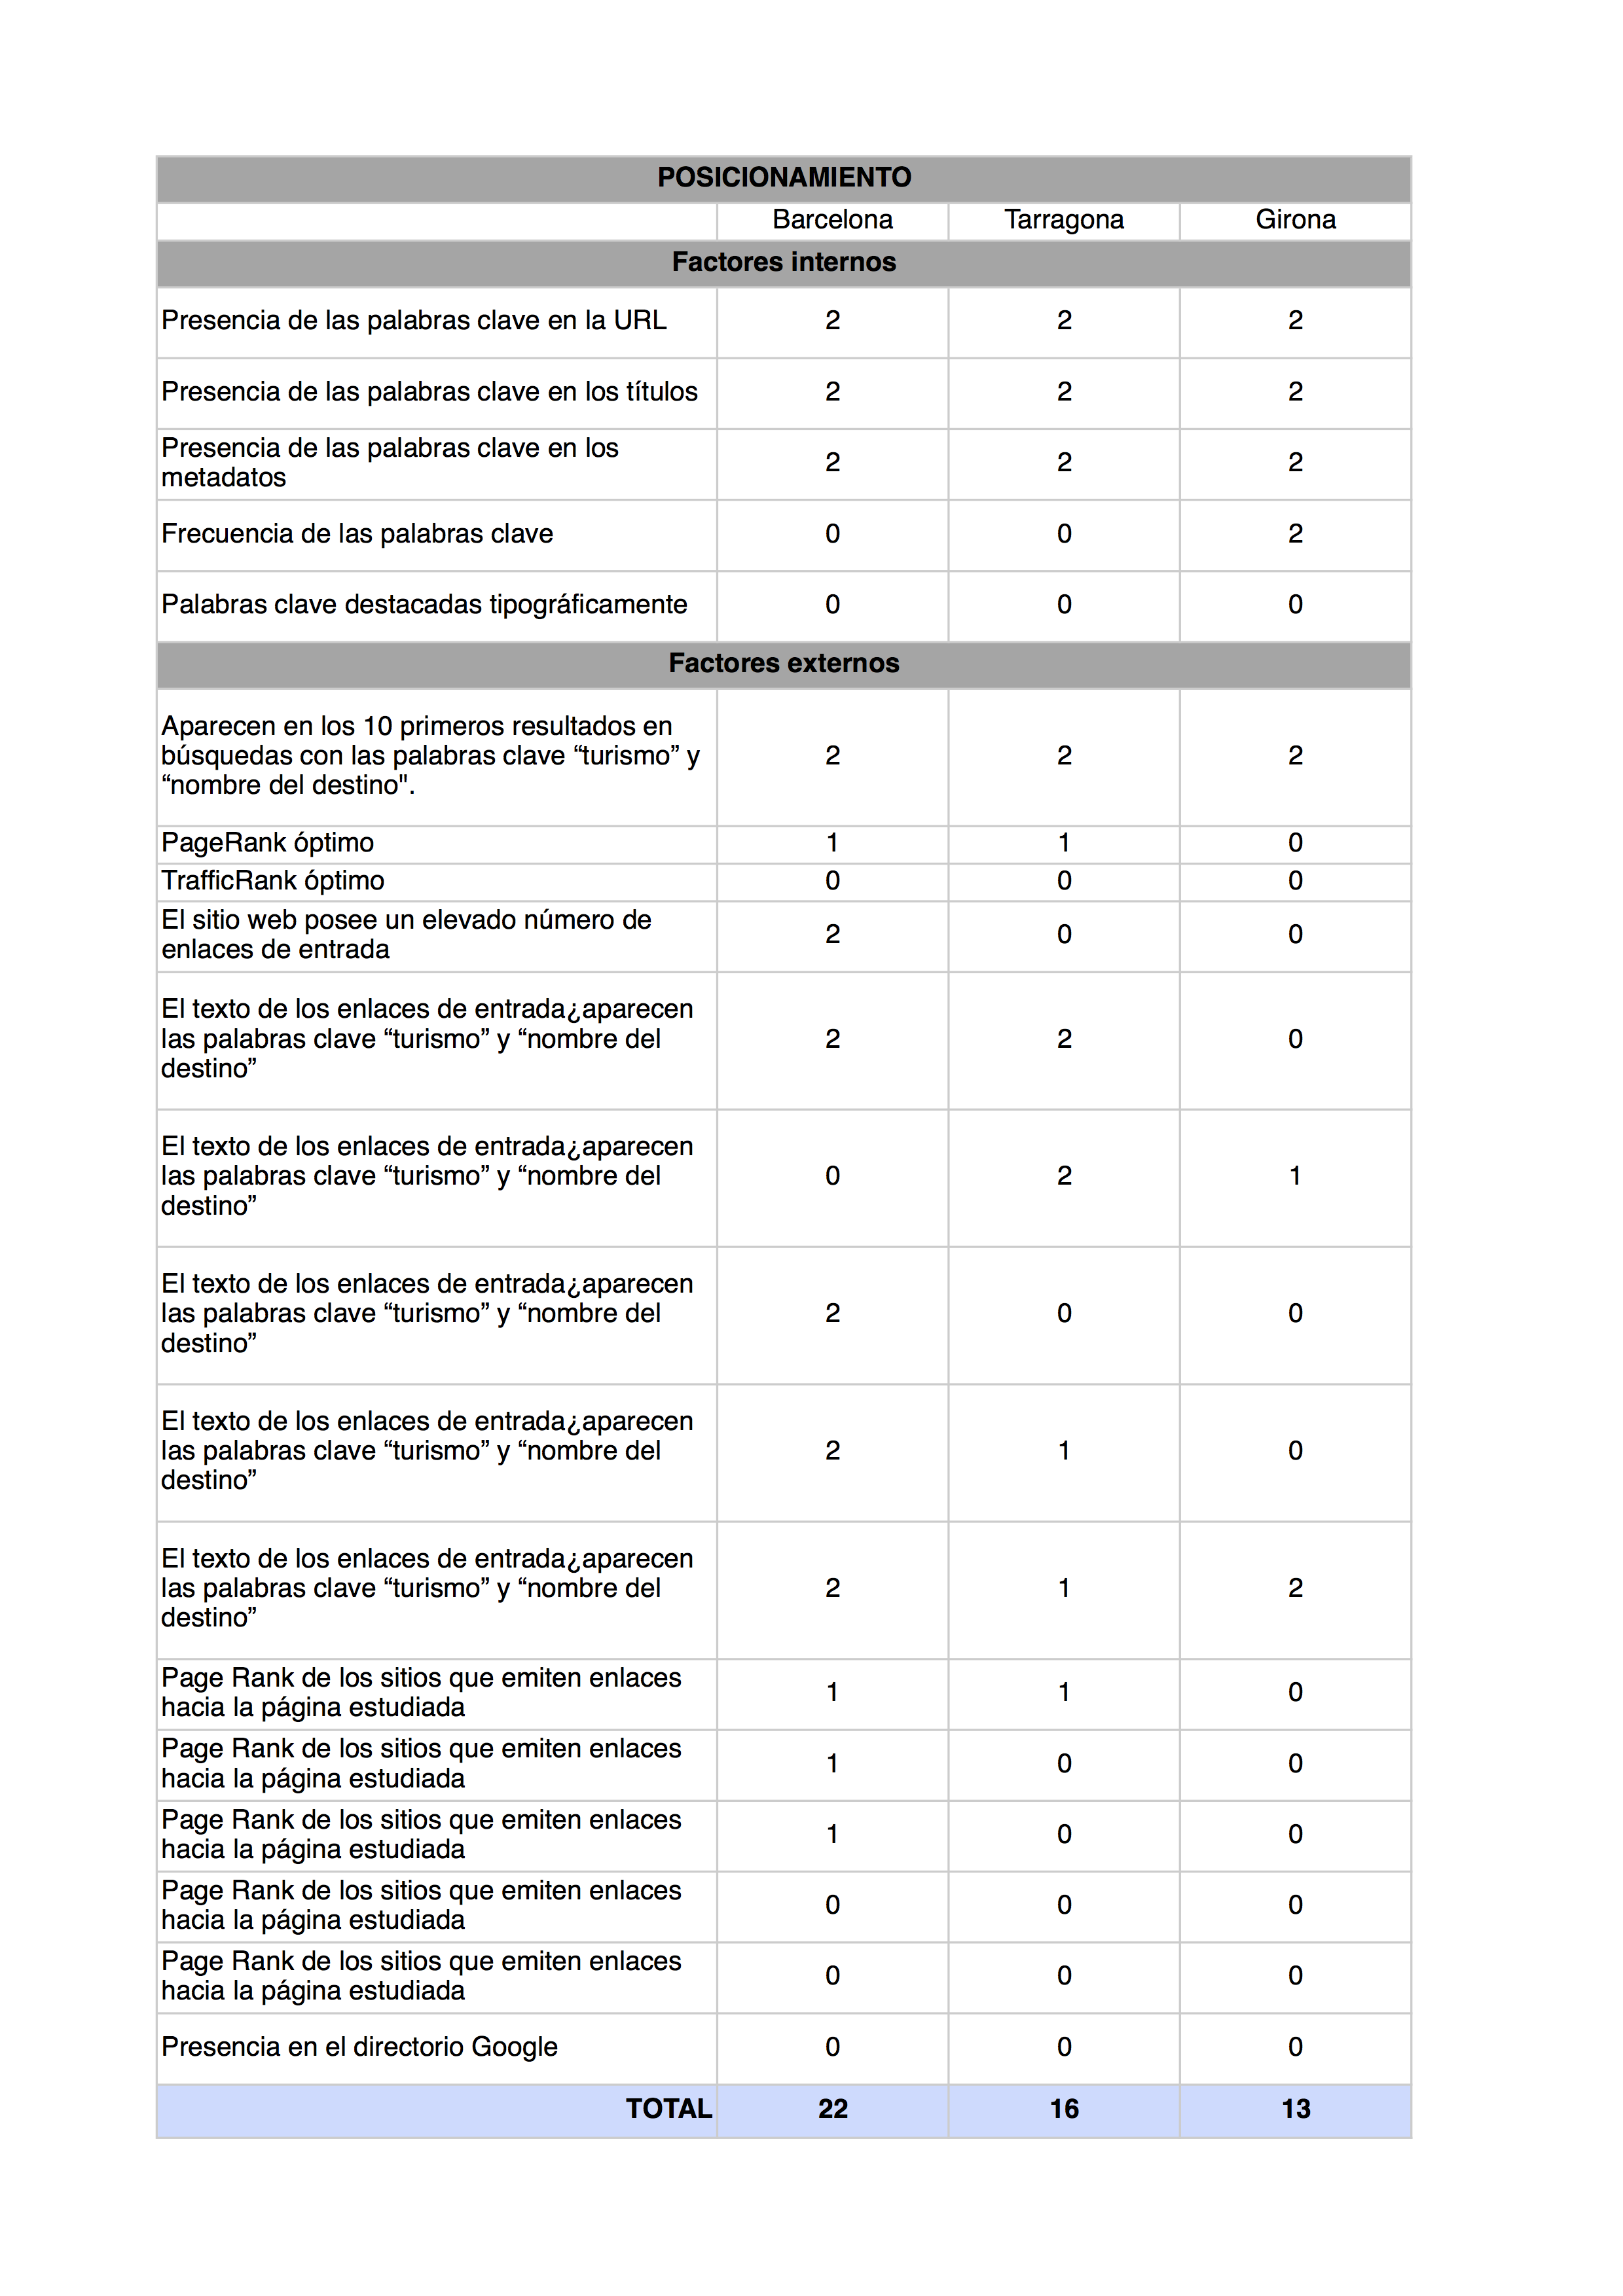 POSICIONAMIENTO
Barcelona Tarragona Girona
Factores internos
Presencia de las palabras clave en la URL 2 2 2
Presencia de las palabras clave en los títulos 2 2 2
Presencia de las palabras clave en los
metadatos 2 2 2
Frecuencia de las palabras clave 0 0 2
Palabras clave destacadas tipográficamente 0 0 0
Factores externos
Aparecen en los 10 primeros resultados en
búsquedas con las palabras clave “turismo” y 2 2 2
“nombre del destino".
PageRank óptimo 1 1 0
TrafficRank óptimo 0 0 0
El sitio web posee un elevado número de
enlaces de entrada 2 0 0
El texto de los enlaces de entrada¿aparecen
las palabras clave “turismo” y “nombre del 2 2 0
destino”
El texto de los enlaces de entrada¿aparecen
las palabras clave “turismo” y “nombre del 0 2 1
destino”
El texto de los enlaces de entrada¿aparecen
las palabras clave “turismo” y “nombre del 2 0 0
destino”
El texto de los enlaces de entrada¿aparecen
las palabras clave “turismo” y “nombre del 2 1 0
destino”
El texto de los enlaces de entrada¿aparecen
las palabras clave “turismo” y “nombre del 2 1 2
destino”
Page Rank de los sitios que emiten enlaces
hacia la página estudiada 1 1 0
Page Rank de los sitios que emiten enlaces
hacia la página estudiada 1 0 0
Page Rank de los sitios que emiten enlaces
hacia la página estudiada 1 0 0
Page Rank de los sitios que emiten enlaces
hacia la página estudiada 0 0 0
Page Rank de los sitios que emiten enlaces
hacia la página estudiada 0 0 0
Presencia en el directorio Google 0 0 0
TOTAL 22 16 13